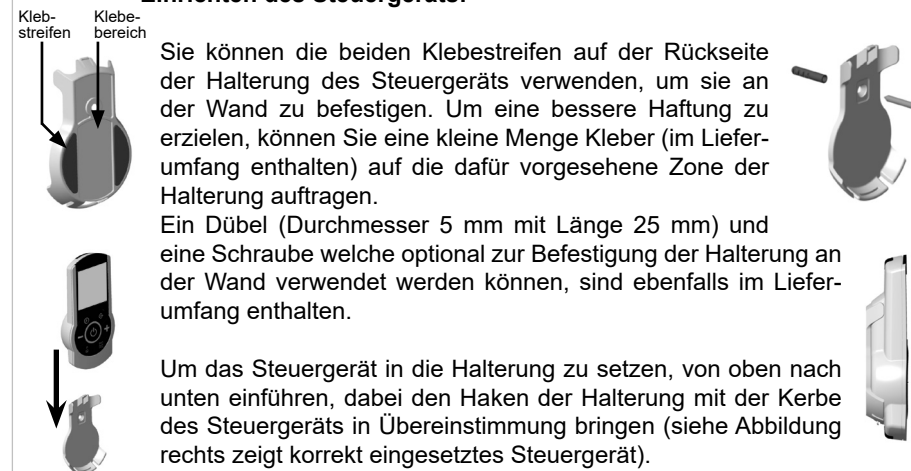 Einrichten des Steuergeräts:
Kleb-
streifen
Klebe-
bereich
Sie können die beiden Klebestreifen auf der Rückseite
der Halterung des Steuergeräts verwenden, um sie an
der Wand zu befestigen. Um eine bessere Haftung zu
erzielen, können Sie eine kleine Menge Kleber (im Liefer-
umfang enthalten) auf die dafür vorgesehene Zone der
Halterung auftragen.
Ein Dübel (Durchmesser 5 mm mit Länge 25 mm) und
eine Schraube welche optional zur Befestigung der Halterung an
der Wand verwendet werden können, sind ebenfalls im Liefer-
umfang enthalten.
Um das Steuergerät in die Halterung zu setzen, von oben nach
unten einführen, dabei den Haken der Halterung mit der Kerbe
des Steuergeräts in Übereinstimmung bringen (siehe Abbildung
rechts zeigt korrekt eingesetztes Steuergerät).